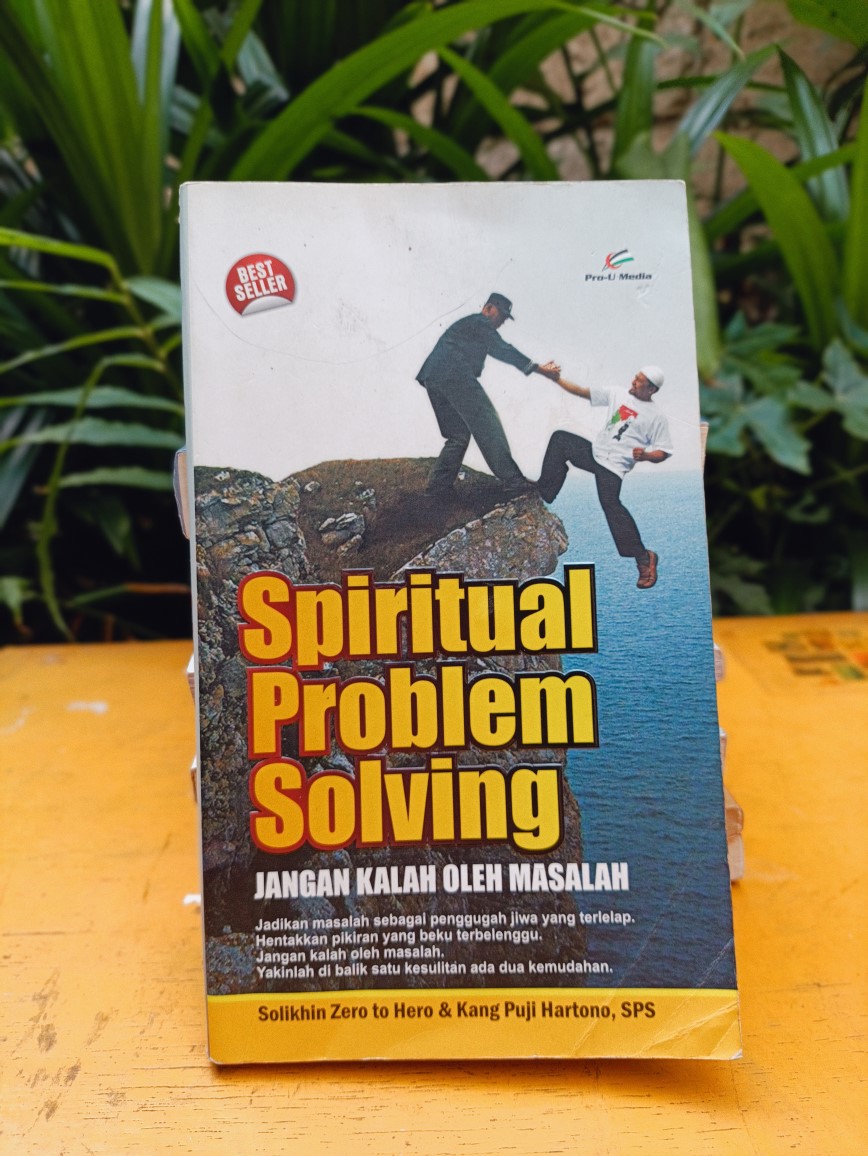 BEST
SELLER
Pro-U Media
Spiritual
Problem
Solving
JANGAN KALAH OLEH MASALAH
Jadikan masalah sebagai penggugah jiwa yang terlelap.
Hentakkan pikiran yang beku terbelenggu.
Jangan kalah oleh masalah.
Yakinlah di balik satu kesulitan ada dua kemudahan.
Solikhin Zero to Hero & Kang Puji Hartono, SPS